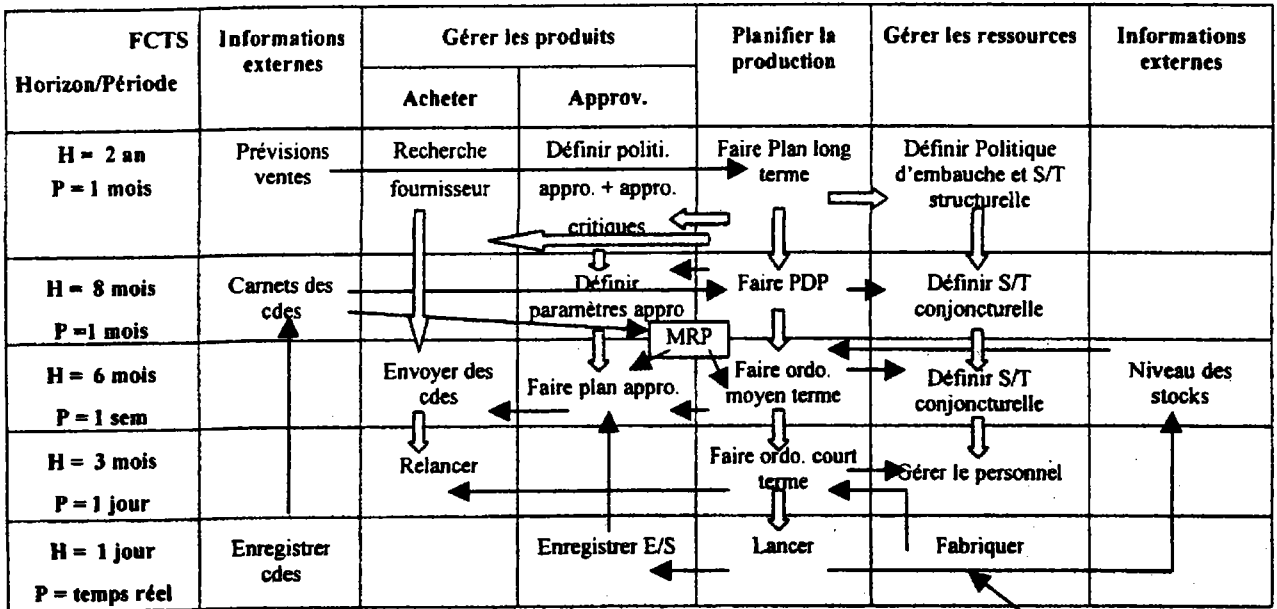 FCTS
Horizon/Période
Informations
externes
Gérer les produits
Acheter
Approv.
Planifier la
production
Gérer les ressources
Informations
externes
H = 2 an
P = 1 mois
Prévisions
ventes
Recherche
fournisseur
Définir politi.
appro. + appro.
critiques
Faire Plan long
terme
Définir Politique
d'embauche et S/T
structurelle
H = 8 mois
P =1 mois
Carnets des
cdes
Définir
paramètres appro
MRP
Faire PDP
Définir S/T
conjoncturelle
H = 6 mois
P = 1 sem
Envoyer des
cdes
Faire plan appro.
Faire ordo.
moyen terme
Définir S/T
conjoncturelle
Niveau des
stocks
H = 3 mois
P = 1 jour
Relancer
Faire ordo. court
terme
Gérer le personnel
H = 1 jour
P = temps réel
Enregistrer
cdes
Enregistrer E/S
Lancer
Fabriquer